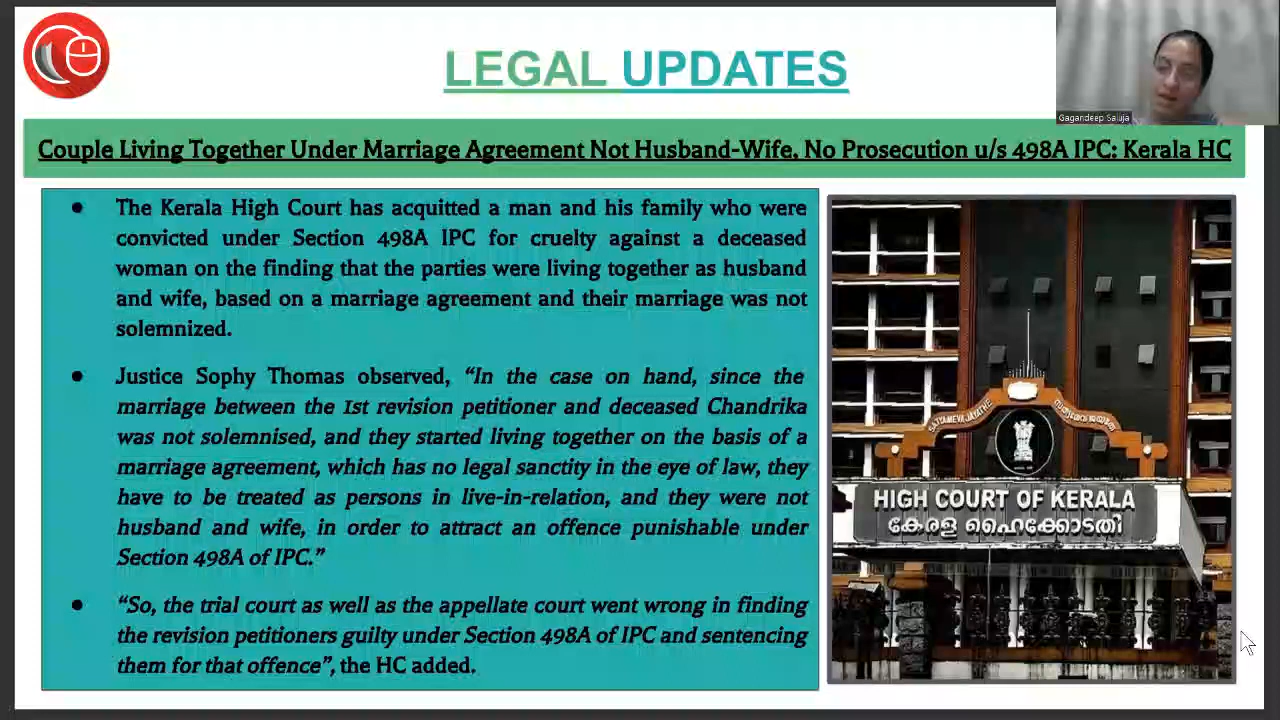 LEGAL UPDATES
Gagandeep Saluja
Couple Living Together Under Marriage Agreement Not Husband-Wife, No Prosecution u/s 498A IPC: Kerala HC
The Kerala High Court has acquitted a man and his family who were
convicted under Section 498A IPC for cruelty against a deceased
woman on the finding that the parties were living together as husband
and wife, based on a marriage agreement and their marriage was not
solemnized.
Justice Sophy Thomas observed, “In the case on hand, since the
marriage between the 1st revision petitioner and deceased Chandrika
was not solemnised, and they started living together on the basis of a
marriage agreement, which has no legal sanctity in the eye of law, they
have to be treated as persons in live-in-relation, and they were not
husband and wife, in order to attract an offence punishable under
Section 498A of IPC.”
“So, the trial court as well as the appellate court went wrong in finding
the revision petitioners guilty under Section 498A of IPC and sentencing
them for that offence”, the HC added.
SATYAMEVA JAYATHE
HIGH COURT OF KERALA
കേരള ഹൈക്കോടതി